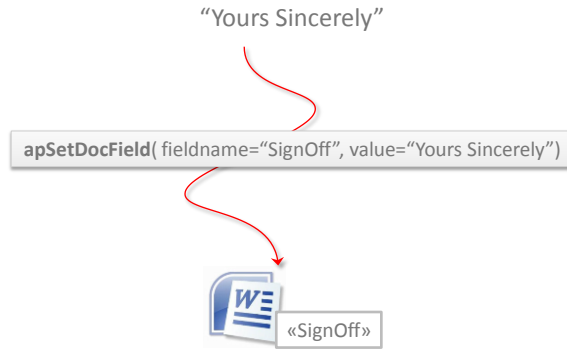 “Yours Sincerely”
apSetDocField( fieldname=“SignOff”, value=“Yours Sincerely”)
W
«SignOff»